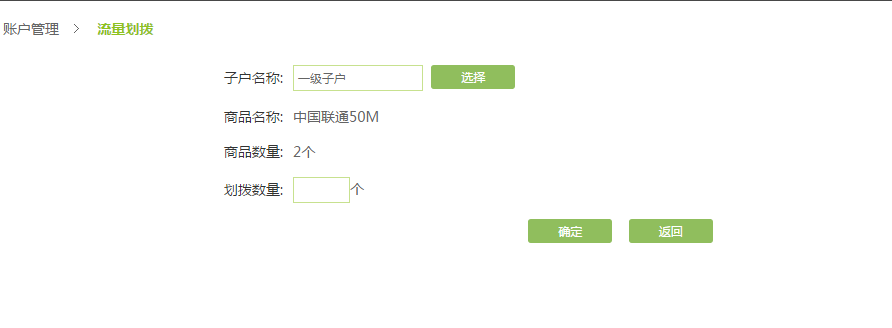 账户管理 > 流量划拨
子户名称: 一级子户 选择
商品名称: 中国联通50M
商品数量: 2个
划拨数量: 个
确定 返回